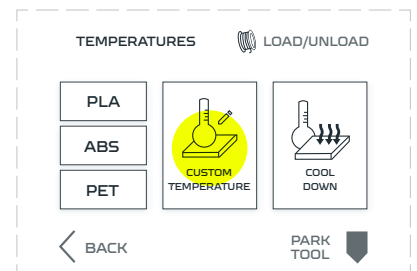 TEMPERATURES
LOAD/UNLOAD
PLA
ABS
PET
CUSTOM
TEMPERATURE
COOL
DOWN
BACK
PARK
TOOL